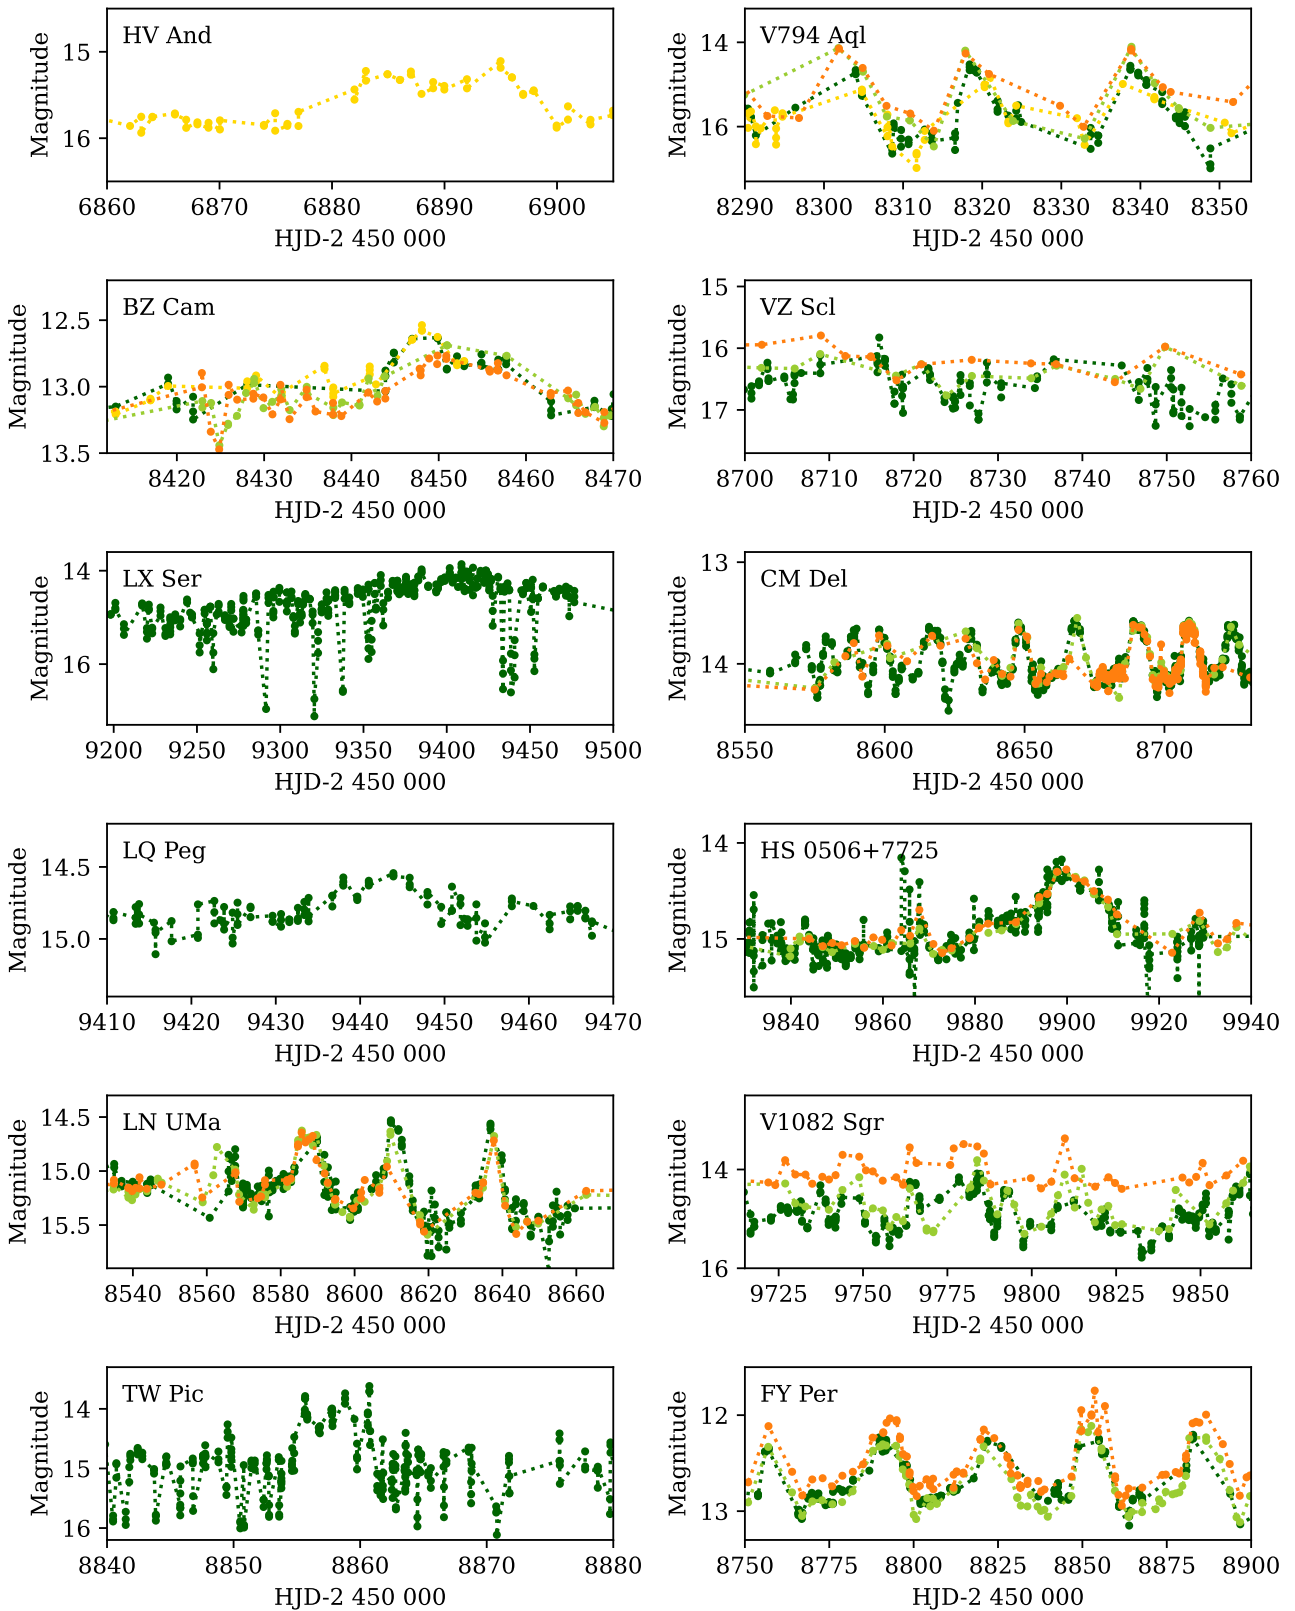 HV And
Magnitude
15
16
6860 6870 6880 6890 6900
HJD-2 450 000
V794 Aql
Magnitude
14
16
8290 8300 8310 8320 8330 8340 8350
HJD-2 450 000
BZ Cam
Magnitude
12.5
13.0
13.5
8420 8430 8440 8450 8460 8470
HJD-2 450 000
VZ Scl
Magnitude
15
16
17
8700 8710 8720 8730 8740 8750 8760
HJD-2 450 000
LX Ser
Magnitude
14
15
16
9200 9250 9300 9350 9400 9450 9500
HJD-2 450 000
CM Del
Magnitude
13
14
8550 8600 8650 8700
HJD-2 450 000
LQ Peg
Magnitude
14.5
15.0
9410 9420 9430 9440 9450 9460 9470
HJD-2 450 000
HS 0506+7725
Magnitude
14
15
9840 9860 9880 9900 9920 9940
HJD-2 450 000
LN UMa
Magnitude
14.5
15.0
15.5
8540 8560 8580 8600 8620 8640 8660
HJD-2 450 000
V1082 Sgr
Magnitude
14
16
9725 9750 9775 9800 9825 9850
HJD-2 450 000
TW Pic
Magnitude
14
15
16
8840 8850 8860 8870 8880
HJD-2 450 000
FY Per
Magnitude
12
13
8750 8775 8800 8825 8850 8875 8900
HJD-2 450 000